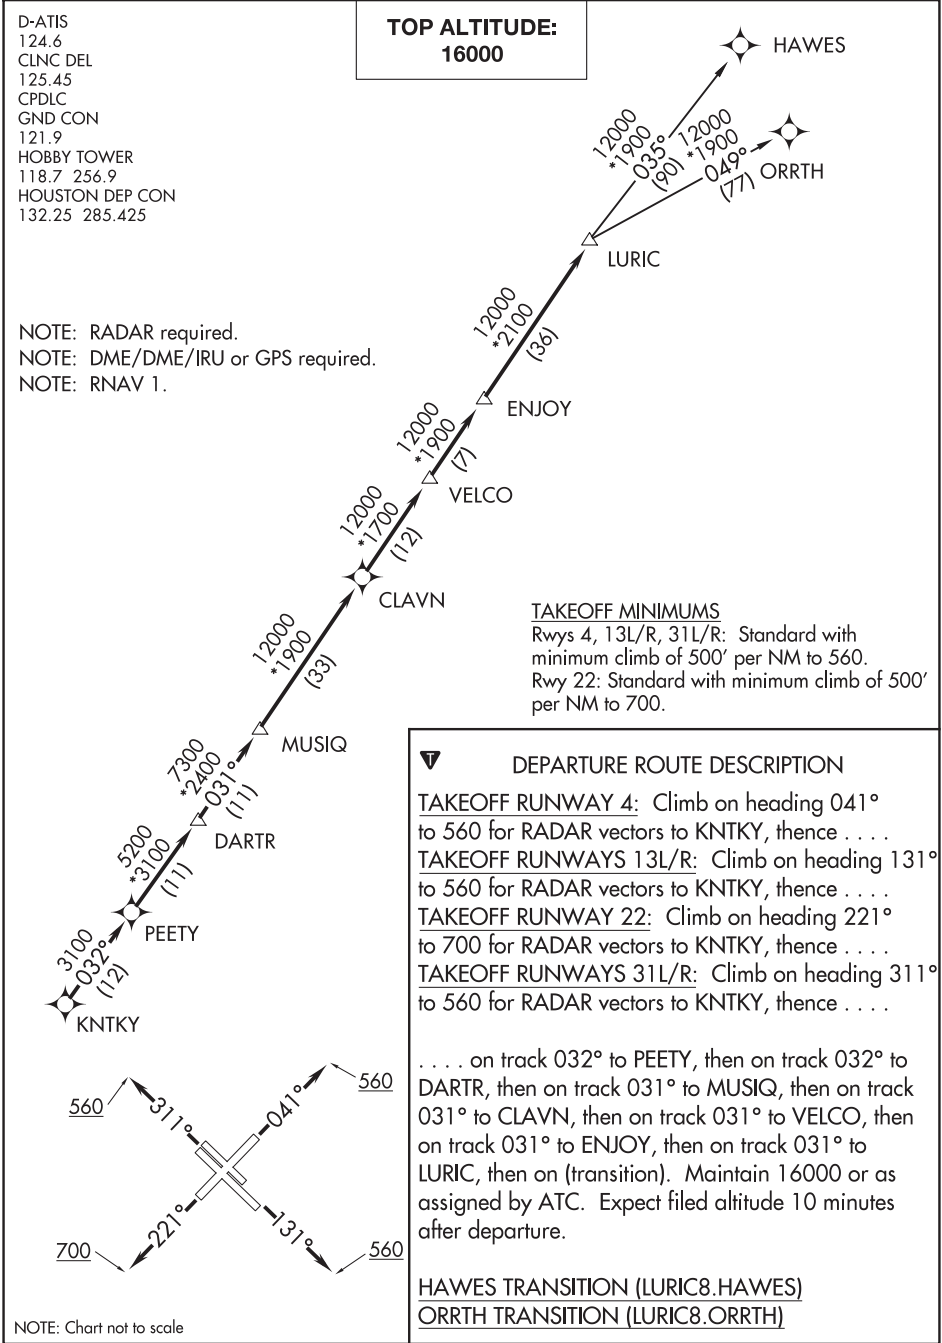 D-ATIS
124.6
CLNC DEL
125.45
CPDLC
GND CON
121.9
HOBBY TOWER
118.7 256.9
HOUSTON DEP CON
132.25 285.425
TOP ALTITUDE:
16000
HAWES
12000
*1900
035°
(90)
12000
*1900
049°
(77)
ORRTH
LURIC
NOTE: RADAR required.
NOTE: DME/DME/IRU or GPS required.
NOTE: RNAV 1.
12000
*2100
(36)
ENJOY
12000
*1900
(7)
VELCO
12000
*1700
(12)
CLAVN
12000
*1900
(33)
TAKEOFF MINIMUMS
Rwys 4, 13L/R, 31L/R: Standard with
minimum climb of 500' per NM to 560.
Rwy 22: Standard with minimum climb of 500'
per NM to 700.
MUSIQ
7300
*2400
031°
(11)
DARTR
5200
*3100
(11)
PEETY
3100
032°
(12)
KNTKY
560
311°
041°
560
700
221°
131°
560
NOTE: Chart not to scale
T
DEPARTURE ROUTE DESCRIPTION
TAKEOFF RUNWAY 4: Climb on heading 041°
to 560 for RADAR vectors to KNTKY, thence . . . .
TAKEOFF RUNWAYS 13L/R: Climb on heading 131°
to 560 for RADAR vectors to KNTKY, thence . . . .
TAKEOFF RUNWAY 22: Climb on heading 221°
to 700 for RADAR vectors to KNTKY, thence . . . .
TAKEOFF RUNWAYS 31L/R: Climb on heading 311°
to 560 for RADAR vectors to KNTKY, thence . . . .
. . . . on track 032° to PEETY, then on track 032° to
DARTR, then on track 031° to MUSIQ, then on track
031° to CLAVN, then on track 031° to VELCO, then
on track 031° to ENJOY, then on track 031° to
LURIC, then on (transition). Maintain 16000 or as
assigned by ATC. Expect filed altitude 10 minutes
after departure.
HAWES TRANSITION (LURIC8.HAWES)
ORRTH TRANSITION (LURIC8.ORRTH)